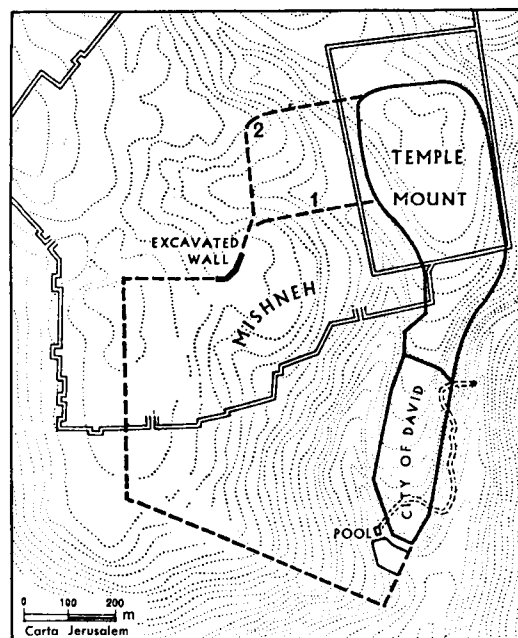 2
TEMPLE
MOUNT
1
EXCAVATED
WALL
MISHNEH
CITY OF DAVID
POOL
0 100 200 m
Carta Jerusalem